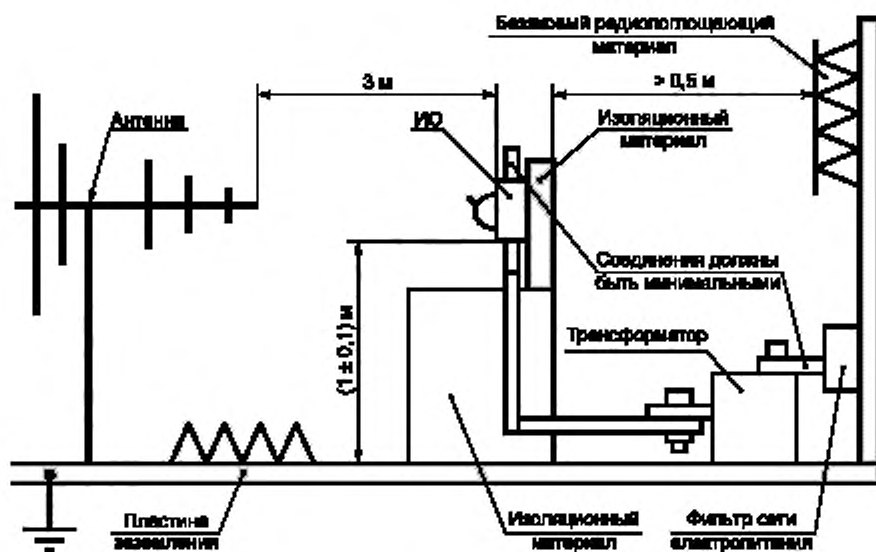 Безэховый радиопоглощающий
материал
3 м
> 0,5 м
Антенна
ИО
Изоляционный
материал
Соединения должны
быть минимальными
Трансформатор
(1 ± 0,1) м
Пластина
заземления
Изоляционный
материал
Фильтр сети
электропитания